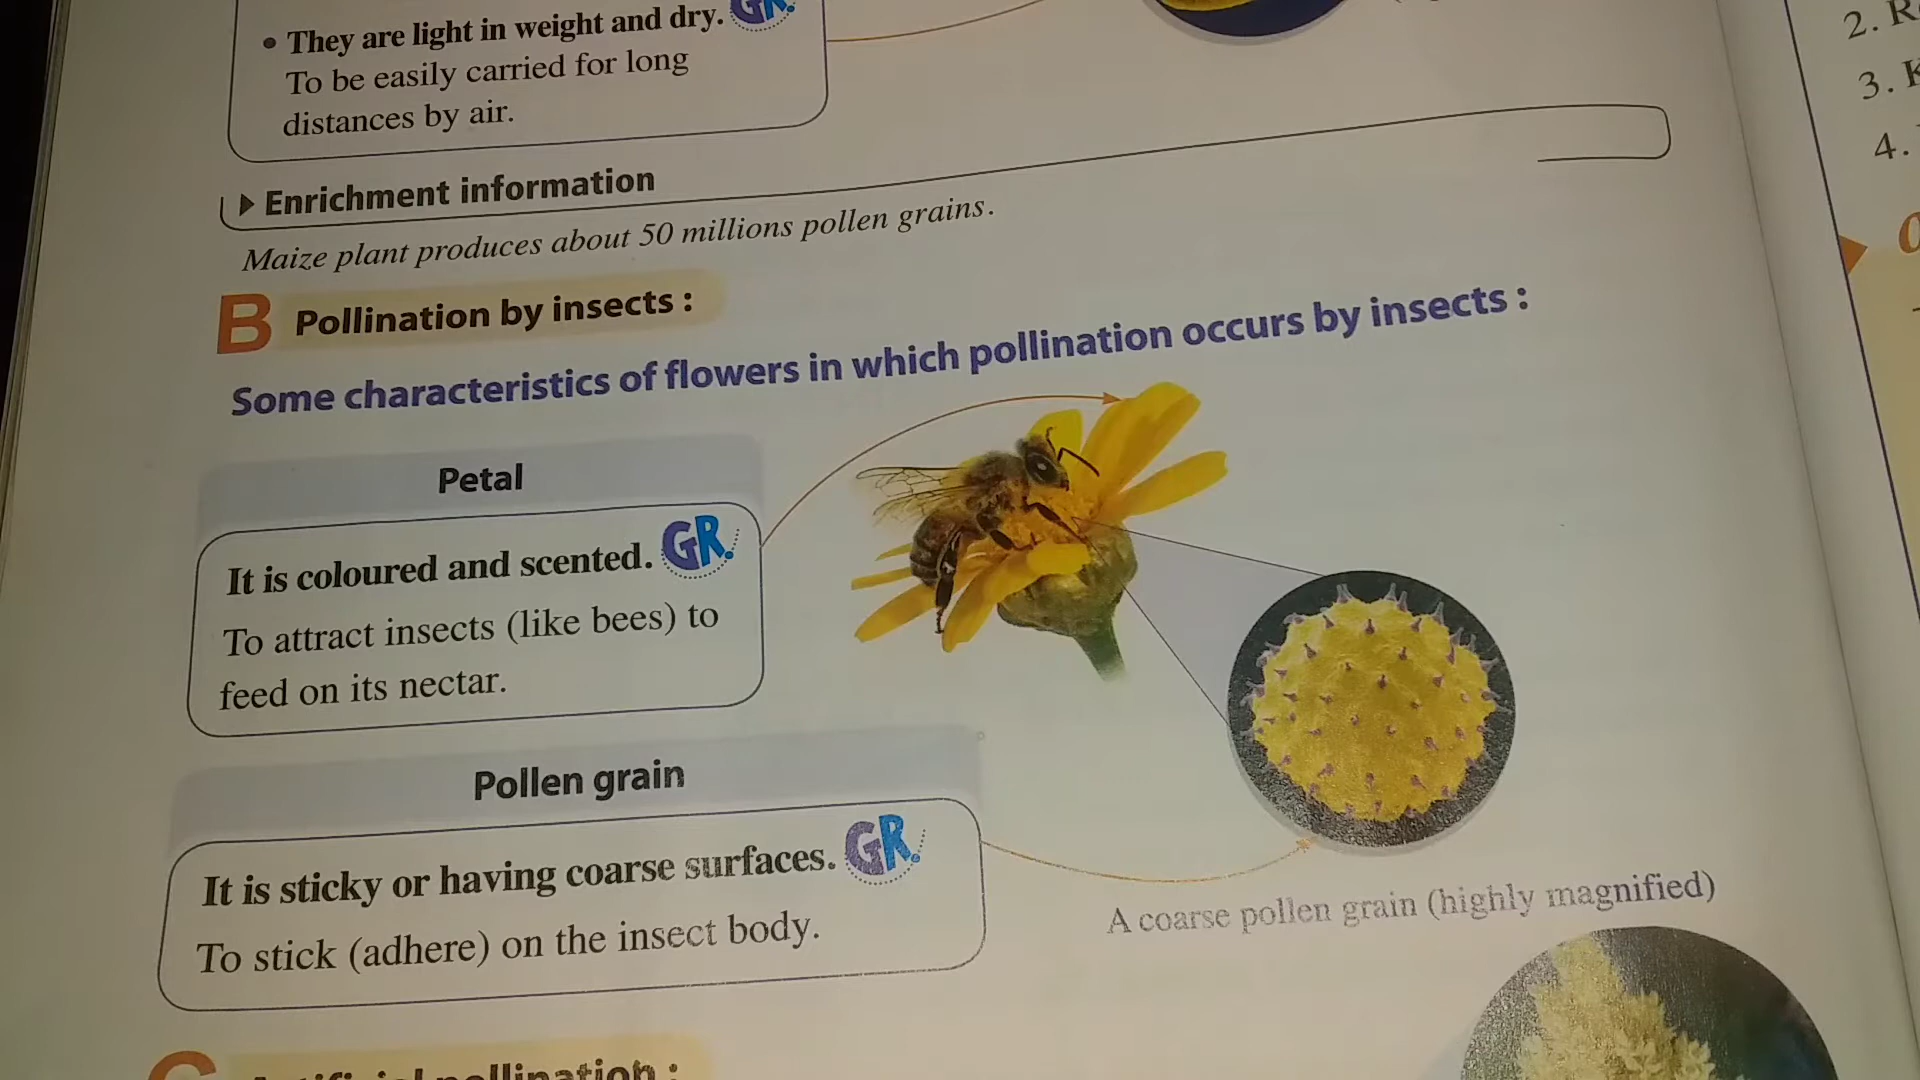 • They are light in weight and dry. GR.
To be easily carried for long
distances by air.
Enrichment information
Maize plant produces about 50 millions pollen grains.
B Pollination by insects :
Some characteristics of flowers in which pollination occurs by insects :
Petal
It is coloured and scented. GR.
To attract insects (like bees) to
feed on its nectar.
Pollen grain
It is sticky or having coarse surfaces. GR.
To stick (adhere) on the insect body.
A coarse pollen grain (highly magnified)
pollination :
2.
3.
4.